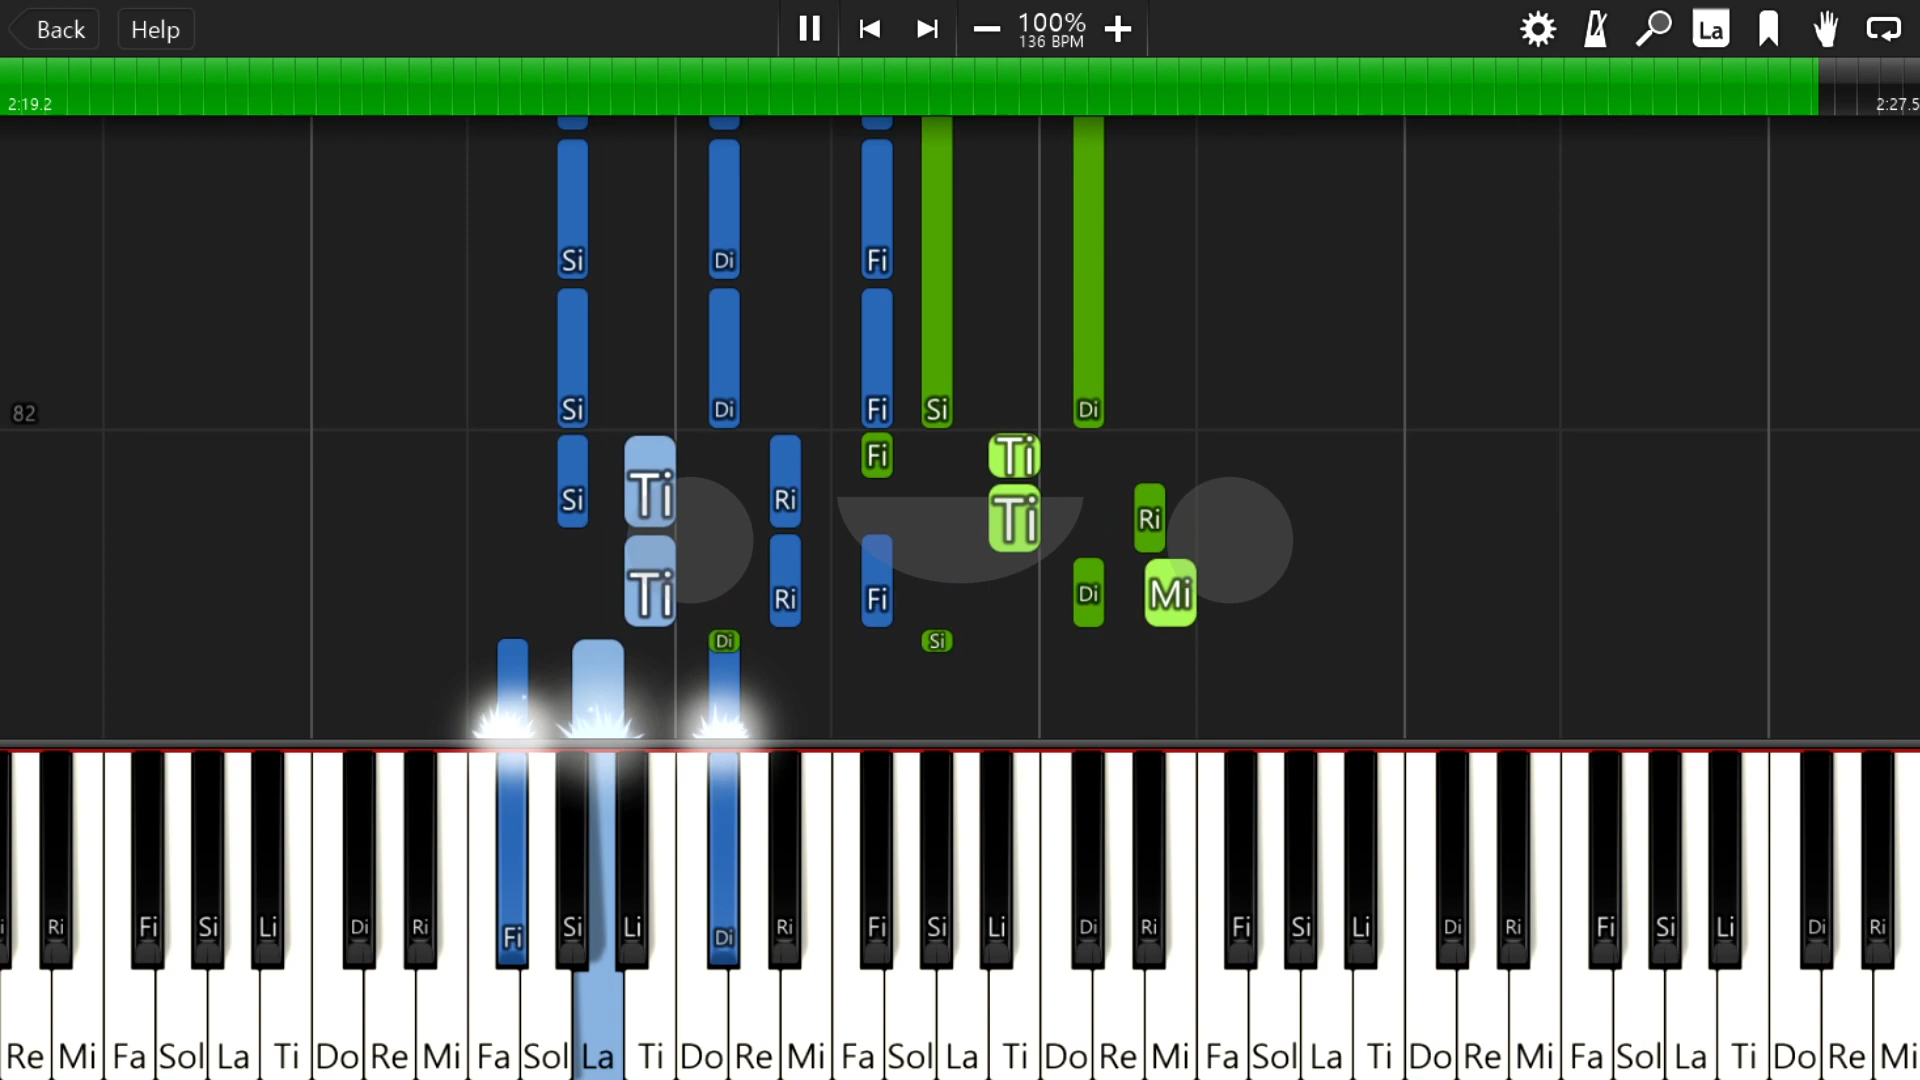 Back Help 100% La
136 BPM
2:19.2 2:27.5
Si Di Fi
Si Di Fi Si Di
82
Fi Ti
Si Ti Ri Ti Ri
Ti Ri Fi Di Mi
Di Si
Ri Fi Si Li Di Ri Fi Si Li Di Ri Fi Si Li Di Ri Fi Si Li Di Ri Fi Si Li Di Ri
Re Mi Fa Sol La Ti Do Re Mi Fa Sol La Ti Do Re Mi Fa Sol La Ti Do Re Mi Fa Sol La Ti Do Re Mi Fa Sol La Ti Do Re Mi